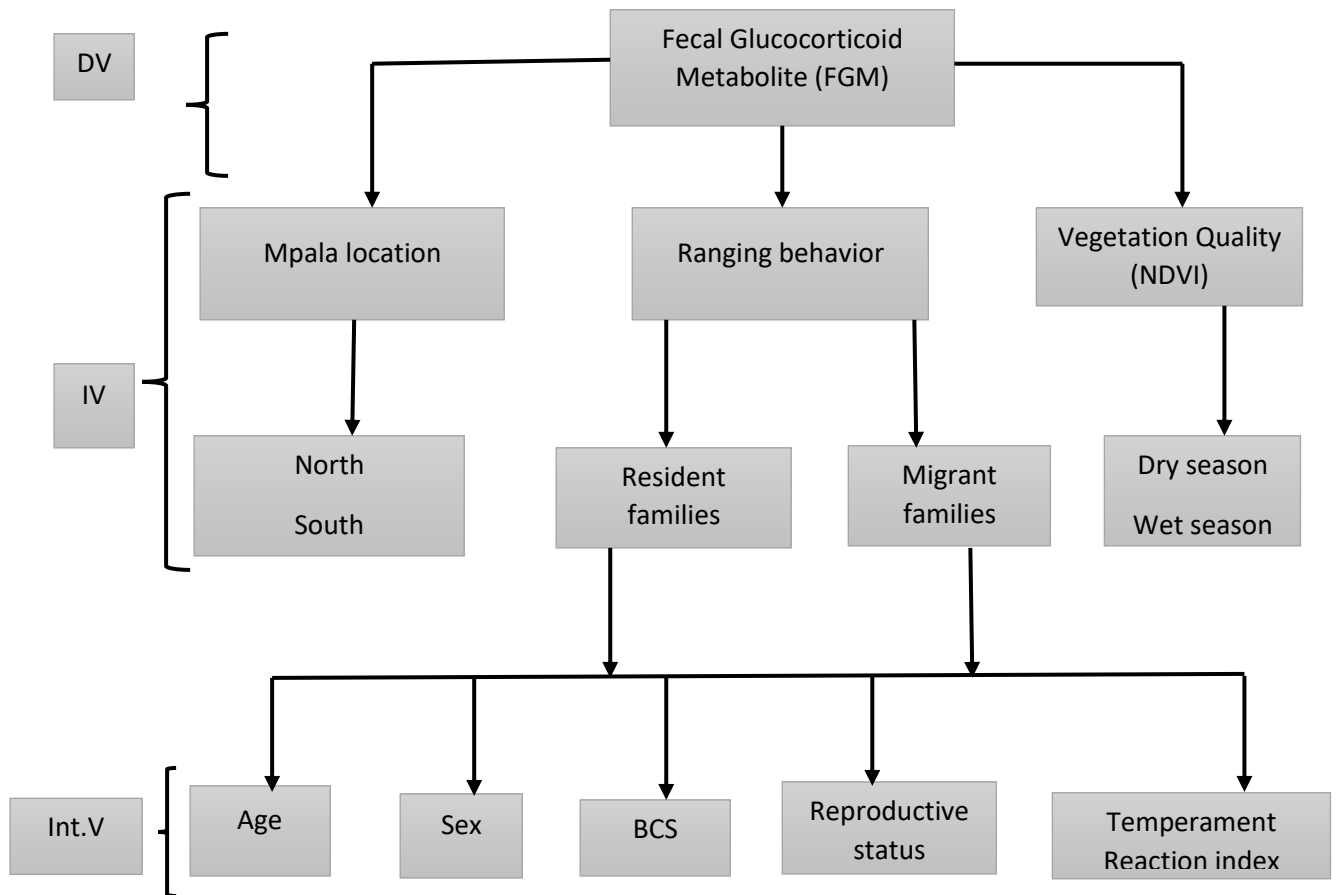 DV
Fecal Glucocorticoid
Metabolite (FGM)
IV
Mpala location
Ranging behavior
Vegetation Quality
(NDVI)
North
South
Resident
families
Migrant
families
Dry season
Wet season
Int.V
Age
Sex
BCS
Reproductive
status
Temperament
Reaction index